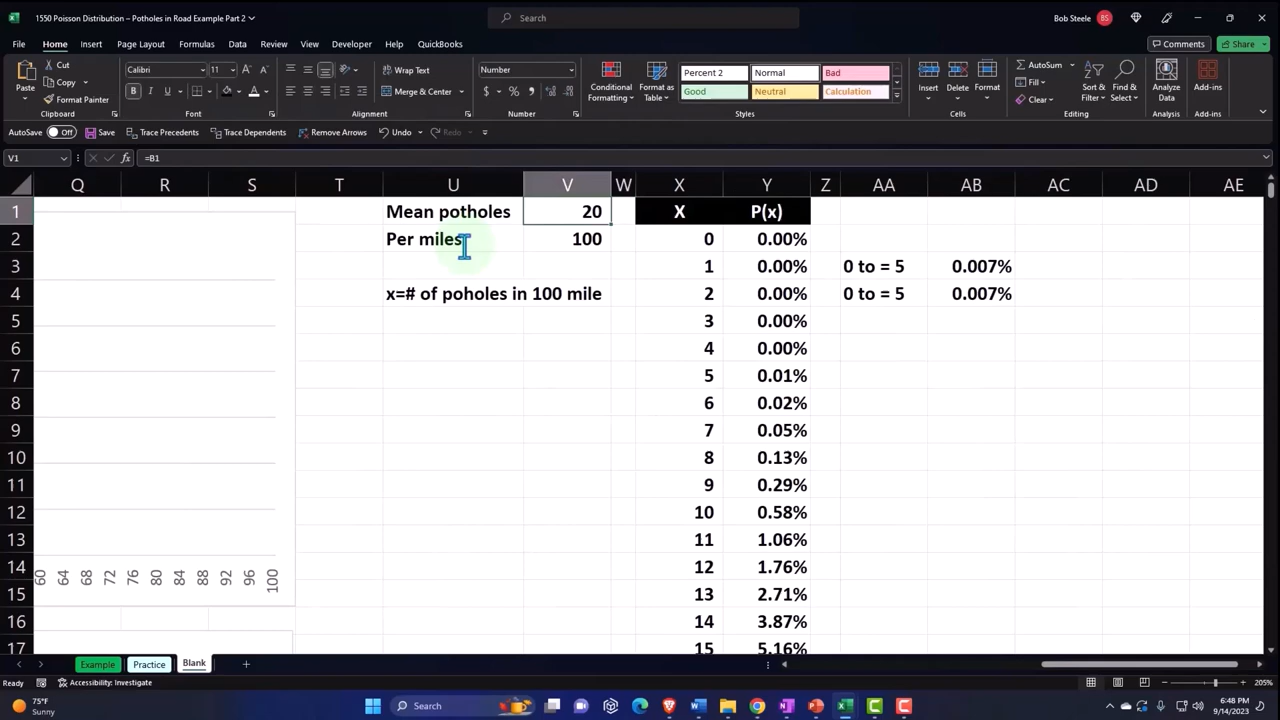 1550 Poisson Distribution – Potholes in Road Example Part 2
Search
Bob Steele
BS
File Home Insert Page Layout Formulas Data Review View Developer Help QuickBooks
Comments
Share
Paste
Cut
Copy
Format Painter
Clipboard
Calibri
11
B I U
Font
Wrap Text
Merge & Center
Alignment
Number
$ % ,
Number
Conditional Formatting
Format as Table
Percent 2 Normal Bad
Good Neutral Calculation
Styles
Insert Delete Format
Cells
AutoSum
Fill
Clear
Sort & Filter
Find & Select
Editing
Analyze Data
Analysis
Add-ins
Add-ins
AutoSave Off Save Trace Precedents Trace Dependents Remove Arrows Undo Redo
V1 fx =B1
Q R S T U V W X Y Z AA AB AC AD AE
1 Mean potholes 20 X P(x)
2 Per miles 100 0 0.00%
3 1 0.00% 0 to = 5 0.007%
4 x=# of poholes in 100 mile 2 0.00% 0 to = 5 0.007%
5 3 0.00%
6 4 0.00%
7 5 0.01%
8 6 0.02%
9 7 0.05%
10 8 0.13%
11 9 0.29%
12 10 0.58%
13 11 1.06%
14 12 1.76%
15 13 2.71%
16 14 3.87%
17 15 5.16%
60 64 68 72 76 80 84 88 92 96 100
Example Practice Blank
Ready Accessibility: Investigate
205%
75°F
Sunny
Search
6:48 PM
9/14/2023